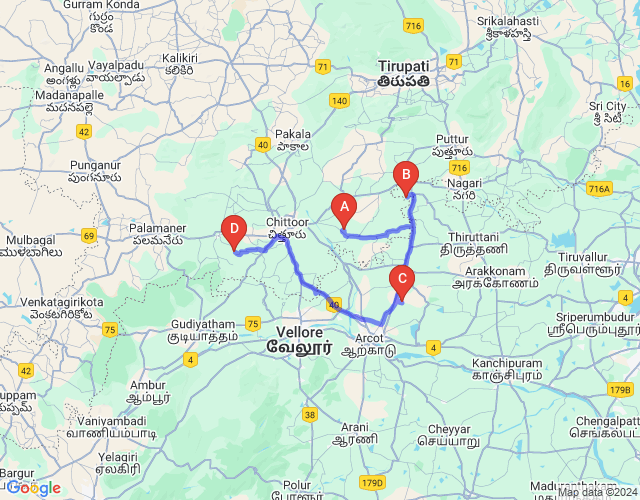 Gurram Konda
గుర్రం
కొండ
Kalikiri
కలికిరి
71
Srikalahasti
శ్రీకాళహస్తి
716
Angallu
అంగళ్లు
Vayalpadu
వాయల్పాడు
71
Tirupati
తిరుపతి
Madanapalle
మదనపల్లె
140
16
Sri City
శ్రీ సిటీ
42
40
Pakala
పాకాల
Puttur
పుత్తూరు
Punganur
పుంగనూరు
716
B
Nagari
నగరి
716A
A
Palamaner
పలమనేరు
D
Chittoor
చిత్తూరు
Mulbagal
ಮುಳಬಾಗಿಲು
69
Thiruttani
திருத்தணி
Tiruvallur
திருவள்ளூர்
C
Arakkonam
அரக்கோணம்
Venkatagirikota
వెంకటగిరికోట
40
Gudiyatham
குடியாத்தம்
75
75
Vellore
வேலூர்
Arcot
ஆற்காடு
4
Sriperumbudur
ஸ்ரீபெரும்புதூர்
Kanchipuram
காஞ்சிபுரம்
4
42
Ambur
ஆம்பூர்
179B
38
Vaniyambadi
வாணியம்பாடி
Arani
ஆரணி
Cheyyar
செய்யாறு
Chengalpatt
Yelagiri
ஏலகிரி
Bargur
Polur
போளூர்
179D
Maduranthakam
Google
Map data ©2024